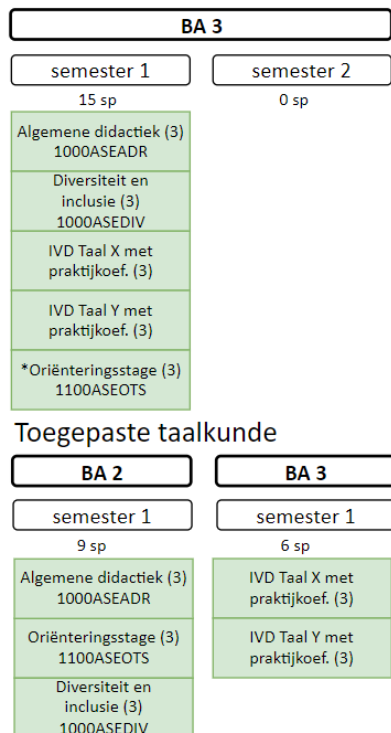 BA 3
semester 1
semester 2
15 sp
0 sp
Algemene didactiek (3)
1000ASEADR
Diversiteit en
inclusie (3)
1000ASEDIV
IVD Taal X met
praktijkoef. (3)
IVD Taal Y met
praktijkoef. (3)
*Oriënteringsstage (3)
1100ASEOTS
Toegepaste taalkunde
BA 2
BA 3
semester 1
semester 1
9 sp
6 sp
Algemene didactiek (3)
1000ASEADR
Oriënteringsstage (3)
1100ASEOTS
Diversiteit en
inclusie (3)
1000ASEDIV
IVD Taal X met
praktijkoef. (3)
IVD Taal Y met
praktijkoef. (3)